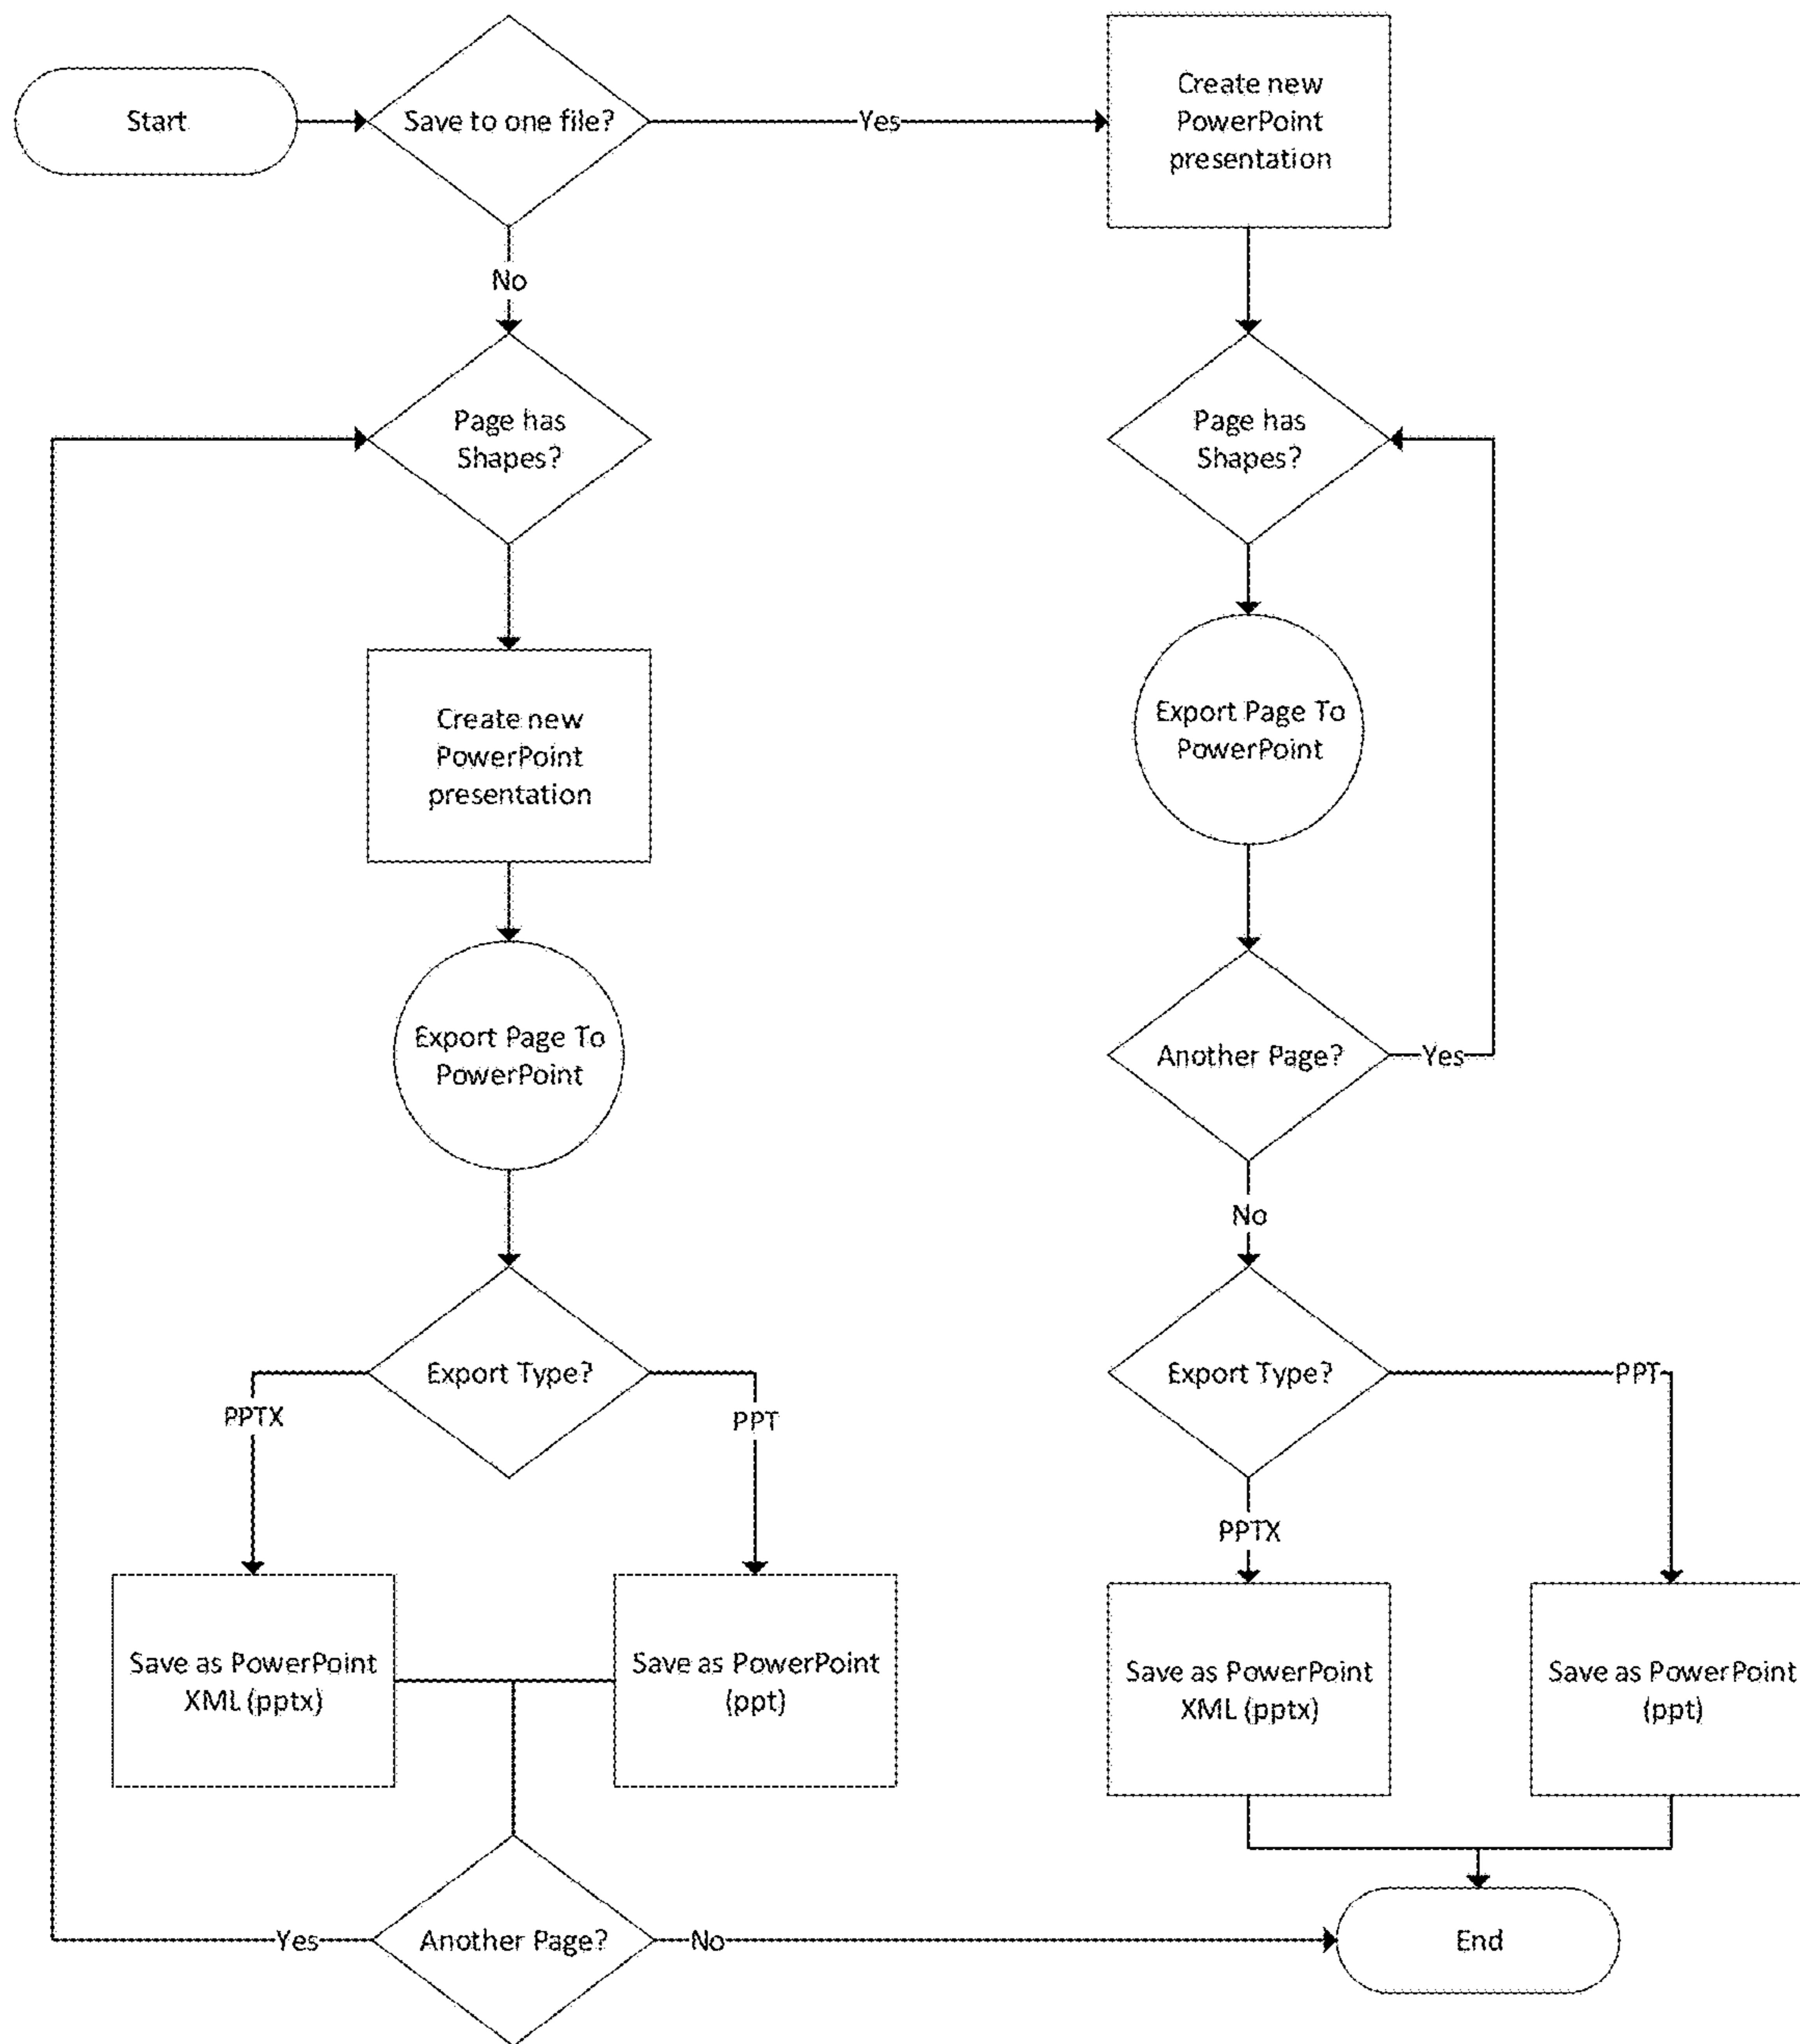 Start
Save to one file?
Yes
Create new
PowerPoint
presentation
No
Page has
Shapes?
Page has
Shapes?
Create new
PowerPoint
presentation
Export Page To
PowerPoint
Export Page To
PowerPoint
Another Page?
Yes
No
Export Type?
PPTX
PPT
Export Type?
PPT
PPTX
Save as PowerPoint
XML (pptx)
Save as PowerPoint
(ppt)
Save as PowerPoint
XML (pptx)
Save as PowerPoint
(ppt)
Yes
Another Page?
No
End